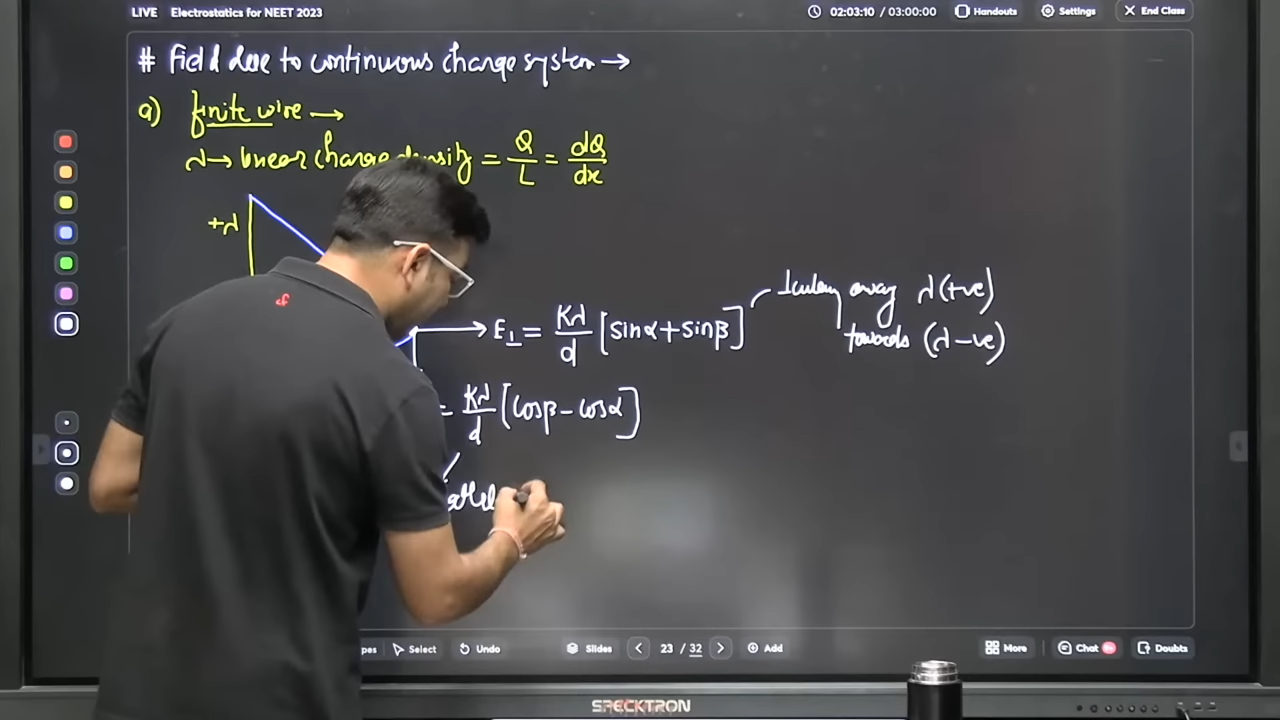 LIVE Electrostatics for NEET 2023
02:03:10 / 03:00:00 Handouts Settings End Class
# Field due to continuous charge system →
a) finite wire →
λ → linear charge density = Q/L = dQ/dx
+λ
E⊥ = Kλ/d [sinα + sinβ]
⊥cular away λ(+ve)
towards (λ -ve)
= Kλ/d [cosβ - cosα]
pes Select Undo Slides 23 / 32 Add More Chat Doubts
SPECKTRON